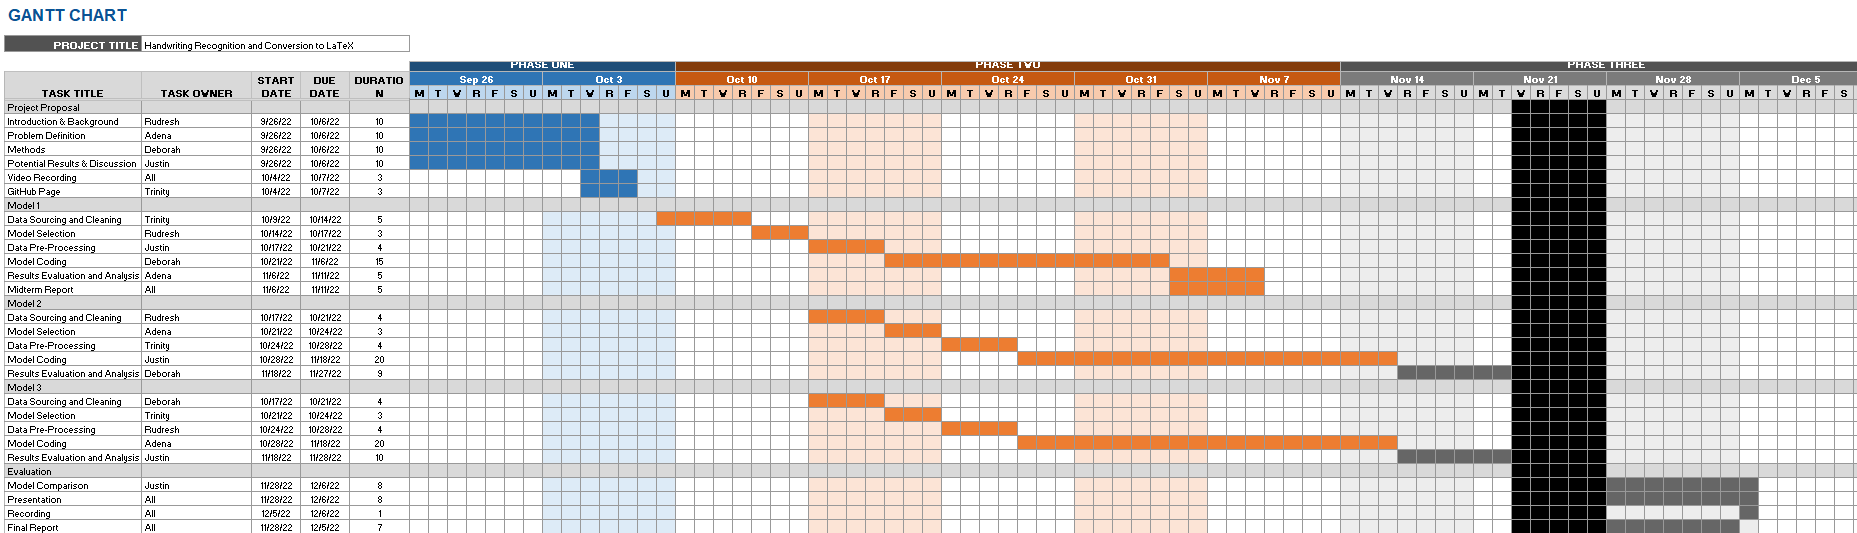 GANTT CHART
PROJECT TITLE Handwriting Recognition and Conversion to LaTeX
PHASE ONE PHASE TWO PHASE THREE
Sep 26 Oct 3 Oct 10 Oct 17 Oct 24 Oct 31 Nov 7 Nov 14 Nov 21 Nov 28 Dec 5
TASK TITLE TASK OWNER START DATE DUE DATE DURATION M T W R F S U M T W R F S U M T W R F S U M T W R F S U M T W R F S U M T W R F S U M T W R F S U M T W R F S U M T W R F S U M T W R F S U M T W R F S
Project Proposal
Introduction & Background Rudresh 9/26/22 10/6/22 10
Problem Definition Adena 9/26/22 10/6/22 10
Methods Deborah 9/26/22 10/6/22 10
Potential Results & Discussion Justin 9/26/22 10/6/22 10
Video Recording All 10/4/22 10/7/22 3
GitHub Page Trinity 10/4/22 10/7/22 3
Model 1
Data Sourcing and Cleaning Trinity 10/9/22 10/14/22 5
Model Selection Rudresh 10/14/22 10/17/22 3
Data Pre-Processing Justin 10/17/22 10/21/22 4
Model Coding Deborah 10/21/22 11/6/22 15
Results Evaluation and Analysis Adena 11/6/22 11/11/22 5
Midterm Report All 11/6/22 11/11/22 5
Model 2
Data Sourcing and Cleaning Rudresh 10/17/22 10/21/22 4
Model Selection Adena 10/21/22 10/24/22 3
Data Pre-Processing Trinity 10/24/22 10/28/22 4
Model Coding Justin 10/28/22 11/18/22 20
Results Evaluation and Analysis Deborah 11/18/22 11/27/22 9
Model 3
Data Sourcing and Cleaning Deborah 10/17/22 10/21/22 4
Model Selection Trinity 10/21/22 10/24/22 3
Data Pre-Processing Rudresh 10/24/22 10/28/22 4
Model Coding Adena 10/28/22 11/18/22 20
Results Evaluation and Analysis Justin 11/18/22 11/28/22 10
Evaluation
Model Comparison Justin 11/28/22 12/6/22 8
Presentation All 11/28/22 12/6/22 8
Recording All 12/5/22 12/6/22 1
Final Report All 11/28/22 12/5/22 7